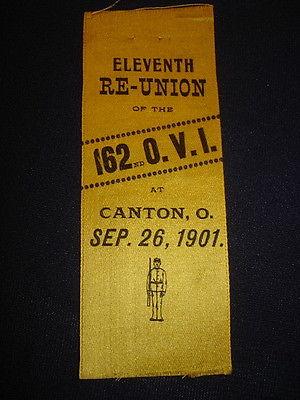 ELEVENTH
RE-UNION
OF THE
162ND O. V. I.
AT
CANTON, O.
SEP. 26, 1901.